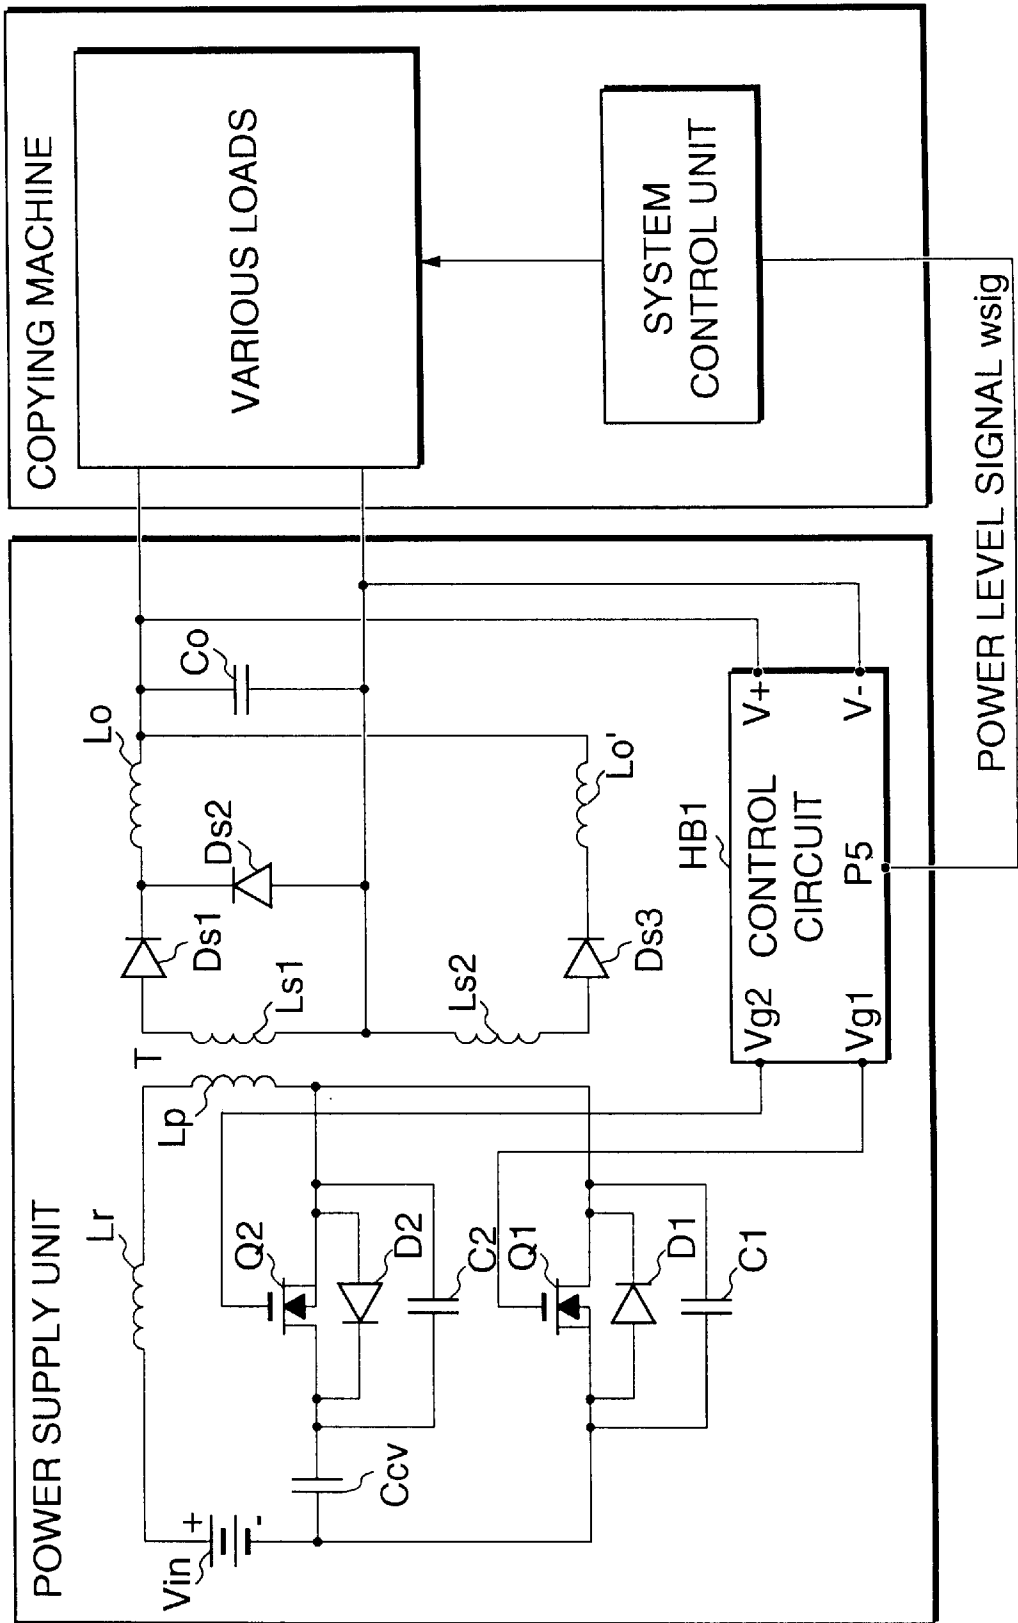 POWER SUPPLY UNIT
COPYING MACHINE
Vin
+
-
Lr
Lp
T
Ls1
Ds1
Ds2
Lo
Co
VARIOUS LOADS
Ccv
Q2
D2
C2
Ls2
Ds3
Lo'
Q1
D1
C1
SYSTEM
CONTROL UNIT
HB1
Vg2
CONTROL
CIRCUIT
V+
Vg1
P5
V-
POWER LEVEL SIGNAL wsig